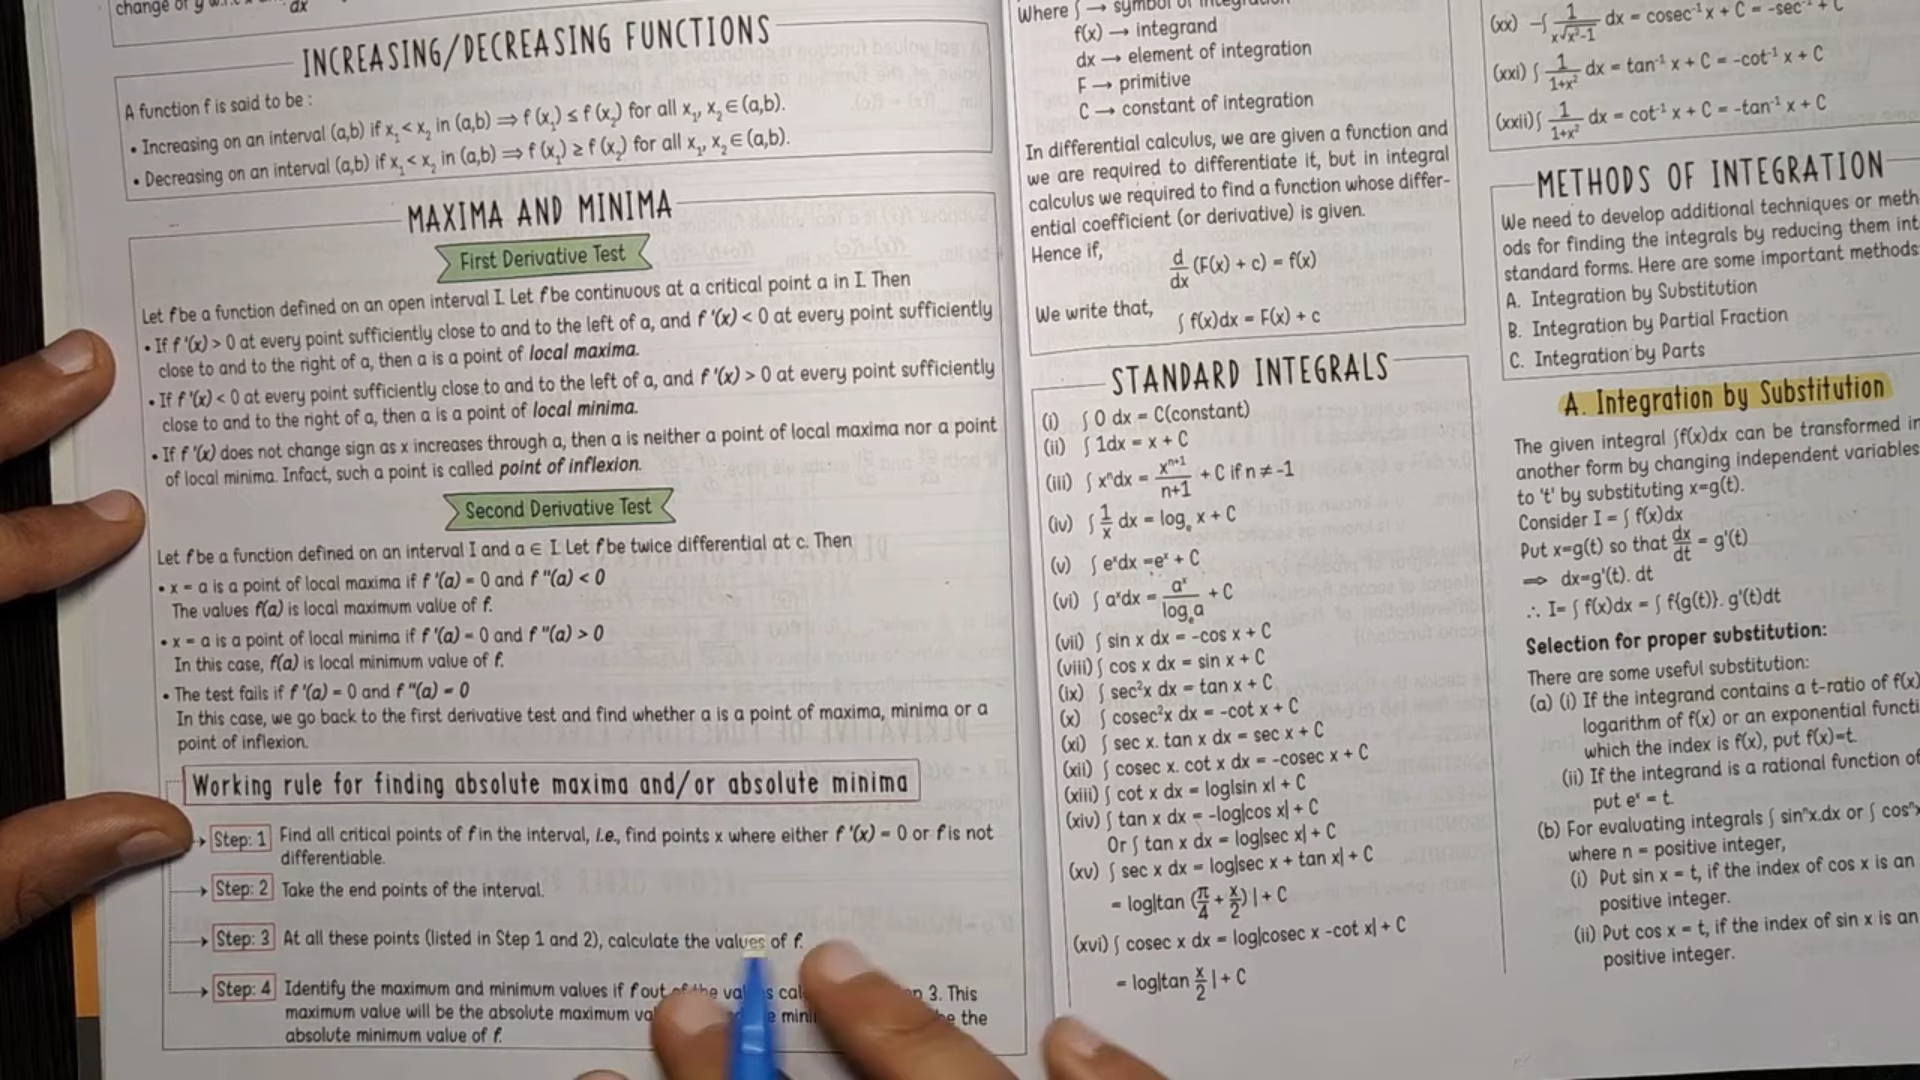 change of y
dx
INCREASING/DECREASING FUNCTIONS
A function f is said to be :
• Increasing on an interval (a,b) if x₁ < x₂ in (a,b) ⟹ f (x₁) ≤ f (x₂) for all x₁, x₂ ∈ (a,b).
• Decreasing on an interval (a,b) if x₁ < x₂ in (a,b) ⟹ f (x₁) ≥ f (x₂) for all x₁, x₂ ∈ (a,b).
MAXIMA AND MINIMA
First Derivative Test
Let f be a function defined on an open interval I. Let f be continuous at a critical point a in I. Then
• If f '(x) > 0 at every point sufficiently close to and to the left of a, and f '(x) < 0 at every point sufficiently
close to and to the right of a, then a is a point of local maxima.
• If f '(x) < 0 at every point sufficiently close to and to the left of a, and f '(x) > 0 at every point sufficiently
close to and to the right of a, then a is a point of local minima.
• If f '(x) does not change sign as x increases through a, then a is neither a point of local maxima nor a point
of local minima. Infact, such a point is called point of inflexion.
Second Derivative Test
Let f be a function defined on an interval I and a ∈ I. Let f be twice differential at c. Then
• x = a is a point of local maxima if f '(a) = 0 and f "(a) < 0
The values f(a) is local maximum value of f.
• x = a is a point of local minima if f '(a) = 0 and f "(a) > 0
In this case, f(a) is local minimum value of f.
• The test fails if f '(a) = 0 and f "(a) = 0
In this case, we go back to the first derivative test and find whether a is a point of maxima, minima or a
point of inflexion.
Working rule for finding absolute maxima and/or absolute minima
Step: 1 Find all critical points of f in the interval, i.e., find points x where either f '(x) = 0 or f is not
differentiable.
Step: 2 Take the end points of the interval.
Step: 3 At all these points (listed in Step 1 and 2), calculate the values of f.
Step: 4 Identify the maximum and minimum values if f out of the 3. This
maximum value will be the absolute maximum the
absolute minimum value of f.
Where ∫ → symbol of integration
f(x) → integrand
dx → element of integration
F → primitive
C → constant of integration
In differential calculus, we are given a function and
we are required to differentiate it, but in integral
calculus we required to find a function whose differ-
ential coefficient (or derivative) is given.
Hence if,
d/dx (F(x) + c) = f(x)
We write that,
∫ f(x)dx = F(x) + c
STANDARD INTEGRALS
(i) ∫ 0 dx = C(constant)
(ii) ∫ 1dx = x + C
(iii) ∫ xⁿdx = xⁿ⁺¹/n+1 + C if n ≠ -1
(iv) ∫ 1/x dx = logₑ x + C
(v) ∫ eˣdx =eˣ + C
(vi) ∫ aˣdx = aˣ/logₑa + C
(vii) ∫ sin x dx = -cos x + C
(viii) ∫ cos x dx = sin x + C
(ix) ∫ sec²x dx = tan x + C
(x) ∫ cosec²x dx = -cot x + C
(xi) ∫ sec x. tan x dx = sec x + C
(xii) ∫ cosec x. cot x dx = -cosec x + C
(xiii) ∫ cot x dx = log|sin x| + C
(xiv) ∫ tan x dx = -log|cos x| + C
Or ∫ tan x dx = log|sec x| + C
(xv) ∫ sec x dx = log|sec x + tan x| + C
= log|tan (π/4 + x/2) | + C
(xvi) ∫ cosec x dx = log|cosec x -cot x| + C
= log|tan x/2 | + C
(xx) -∫ 1/x√x²-1 dx = cosec⁻¹ x + C = -sec⁻¹ + C
(xxi) ∫ 1/1+x² dx = tan⁻¹ x + C = -cot⁻¹ x + C
(xxii) ∫ 1/1+x² dx = cot⁻¹ x + C = -tan⁻¹ x + C
METHODS OF INTEGRATION
We need to develop additional techniques or meth
ods for finding the integrals by reducing them int
standard forms. Here are some important methods:
A. Integration by Substitution
B. Integration by Partial Fraction
C. Integration by Parts
A. Integration by Substitution
The given integral ∫f(x)dx can be transformed in
another form by changing independent variables
to 't' by substituting x=g(t).
Consider I = ∫ f(x)dx
Put x=g(t) so that dx/dt = g'(t)
⟹ dx=g'(t). dt
∴ I= ∫ f(x)dx = ∫ f{g(t)}. g'(t)dt
Selection for proper substitution:
There are some useful substitution:
(a) (i) If the integrand contains a t-ratio of f(x)
logarithm of f(x) or an exponential functi
which the index is f(x), put f(x)=t.
(ii) If the integrand is a rational function of
put eˣ = t.
(b) For evaluating integrals ∫ sinⁿx.dx or ∫ cosⁿx
where n = positive integer,
(i) Put sin x = t, if the index of cos x is an
positive integer.
(ii) Put cos x = t, if the index of sin x is an
positive integer.